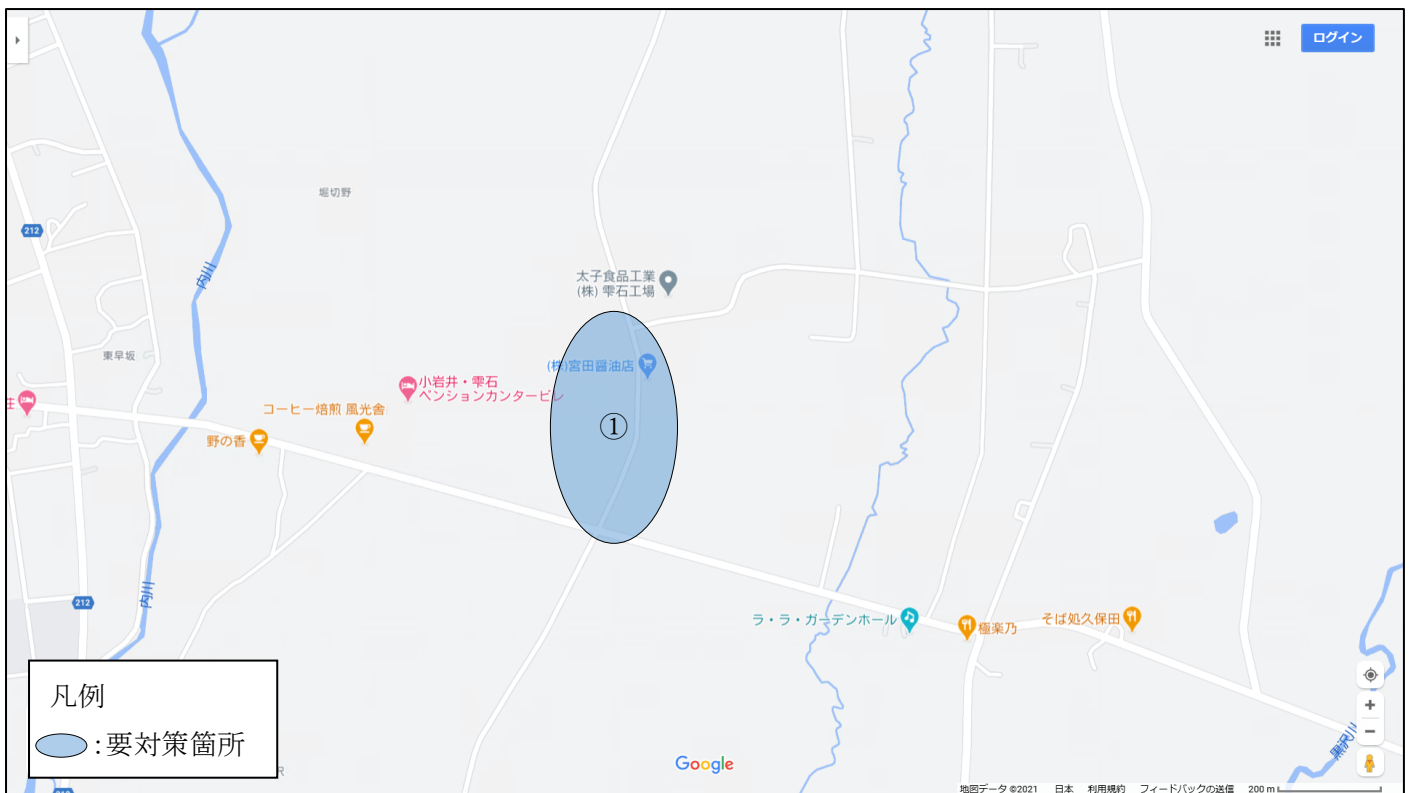 ログイン
堀切野
212
内川
太子食品工業
(株) 雫石工場
東早坂
(株)宮田醤油店
小岩井・雫石
ペンションカンタービレ
荘
コーヒー焙煎 風光舎
野の香
①
212
内川
ラ・ラ・ガーデンホール
極楽乃
そば処久保田
凡例
:要対策箇所
R
黒沢川
Google
212
地図データ ©2021 日本 利用規約 フィードバックの送信 200 m